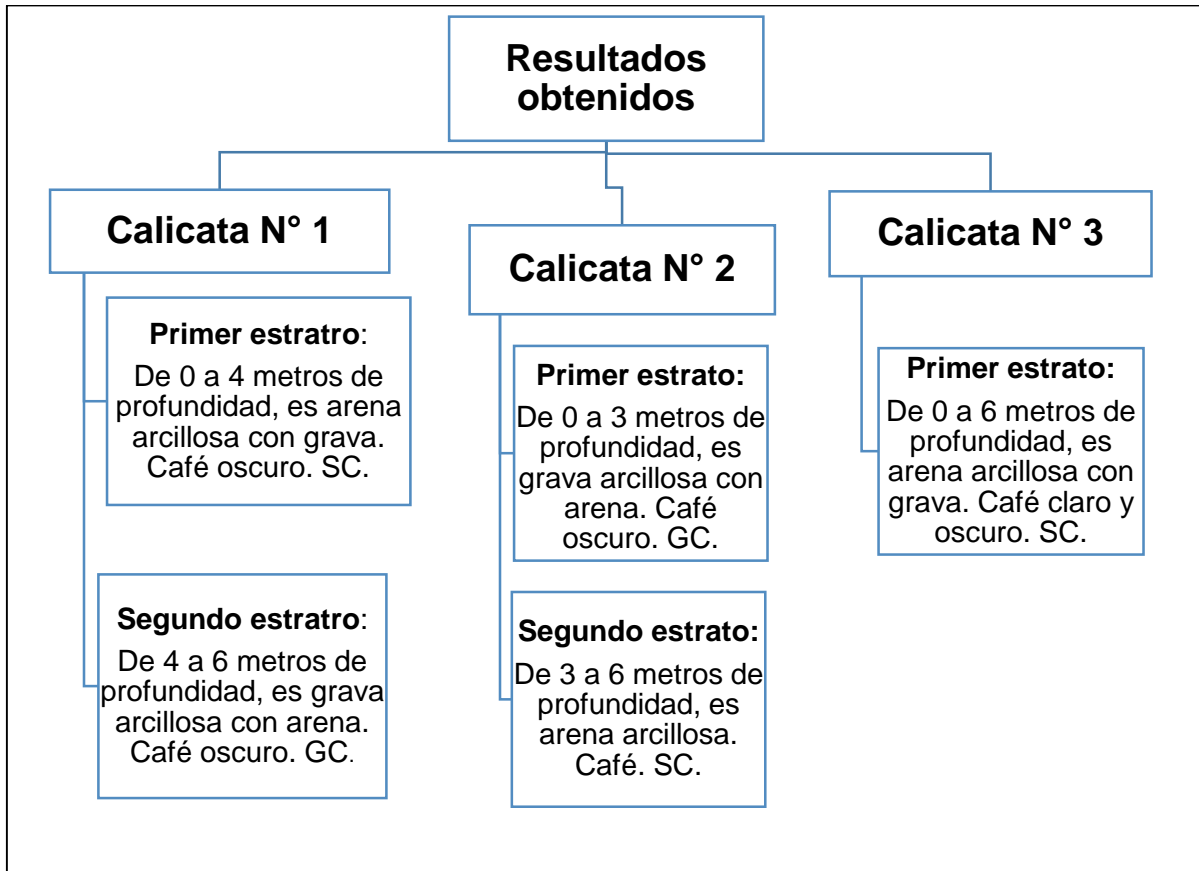 Resultados
obtenidos
Calicata N° 1
Primer estratro:
De 0 a 4 metros de
profundidad, es arena
arcillosa con grava.
Café oscuro. SC.
Segundo estratro:
De 4 a 6 metros de
profundidad, es grava
arcillosa con arena.
Café oscuro. GC.
Calicata N° 2
Primer estrato:
De 0 a 3 metros de
profundidad, es
grava arcillosa con
arena. Café
oscuro. GC.
Segundo estrato:
De 3 a 6 metros de
profundidad, es
arena arcillosa.
Café. SC.
Calicata N° 3
Primer estrato:
De 0 a 6 metros de
profundidad, es
arena arcillosa con
grava. Café claro y
oscuro. SC.